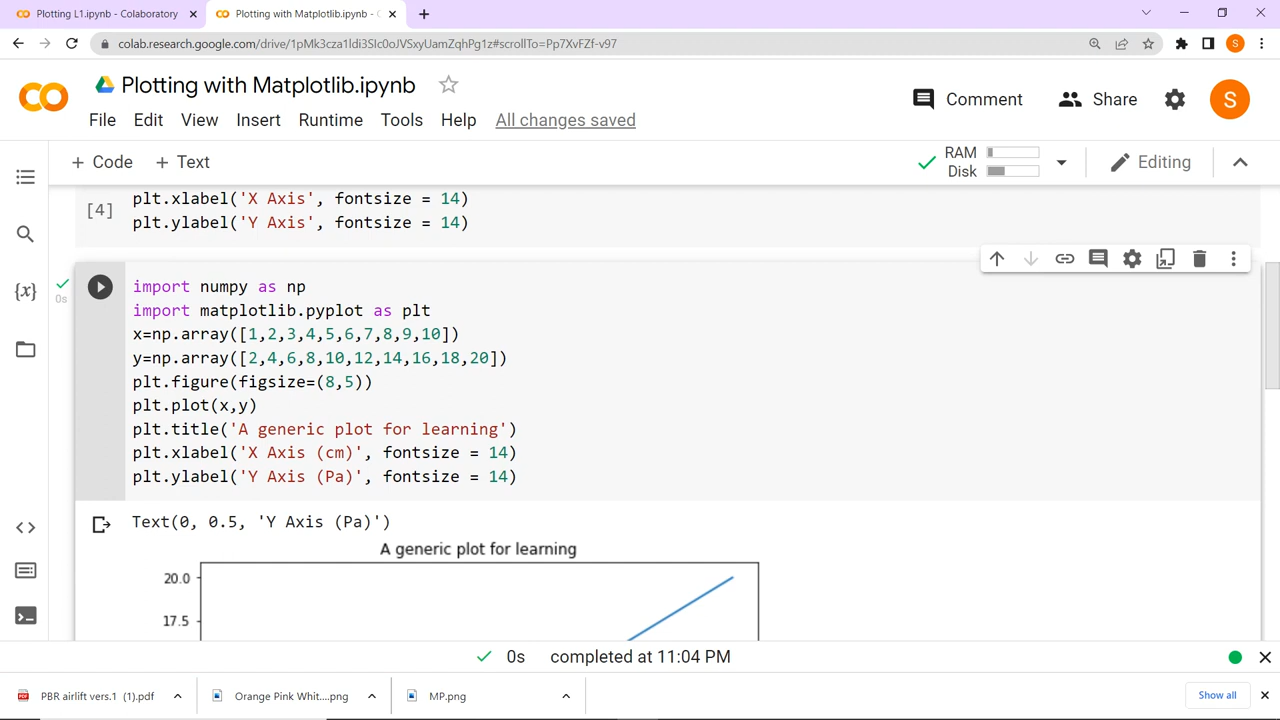 Plotting L1.ipynb - Colaboratory
Plotting with Matplotlib.ipynb -
colab.research.google.com/drive/1pMk3cza1ldi3SIc0oJVSxyUamZqhPg1z#scrollTo=Pp7XvFZf-v97
S
Plotting with Matplotlib.ipynb
Comment
Share
S
File Edit View Insert Runtime Tools Help All changes saved
+ Code + Text
RAM
Disk
Editing
plt.xlabel('X Axis', fontsize = 14)
[4]
plt.ylabel('Y Axis', fontsize = 14)
{x}
0s
import numpy as np
import matplotlib.pyplot as plt
x=np.array([1,2,3,4,5,6,7,8,9,10])
y=np.array([2,4,6,8,10,12,14,16,18,20])
plt.figure(figsize=(8,5))
plt.plot(x,y)
plt.title('A generic plot for learning')
plt.xlabel('X Axis (cm)', fontsize = 14)
plt.ylabel('Y Axis (Pa)', fontsize = 14)
Text(0, 0.5, 'Y Axis (Pa)')
A generic plot for learning
20.0
17.5
0s completed at 11:04 PM
PBR airlift vers.1 (1).pdf
Orange Pink Whit....png
MP.png
Show all